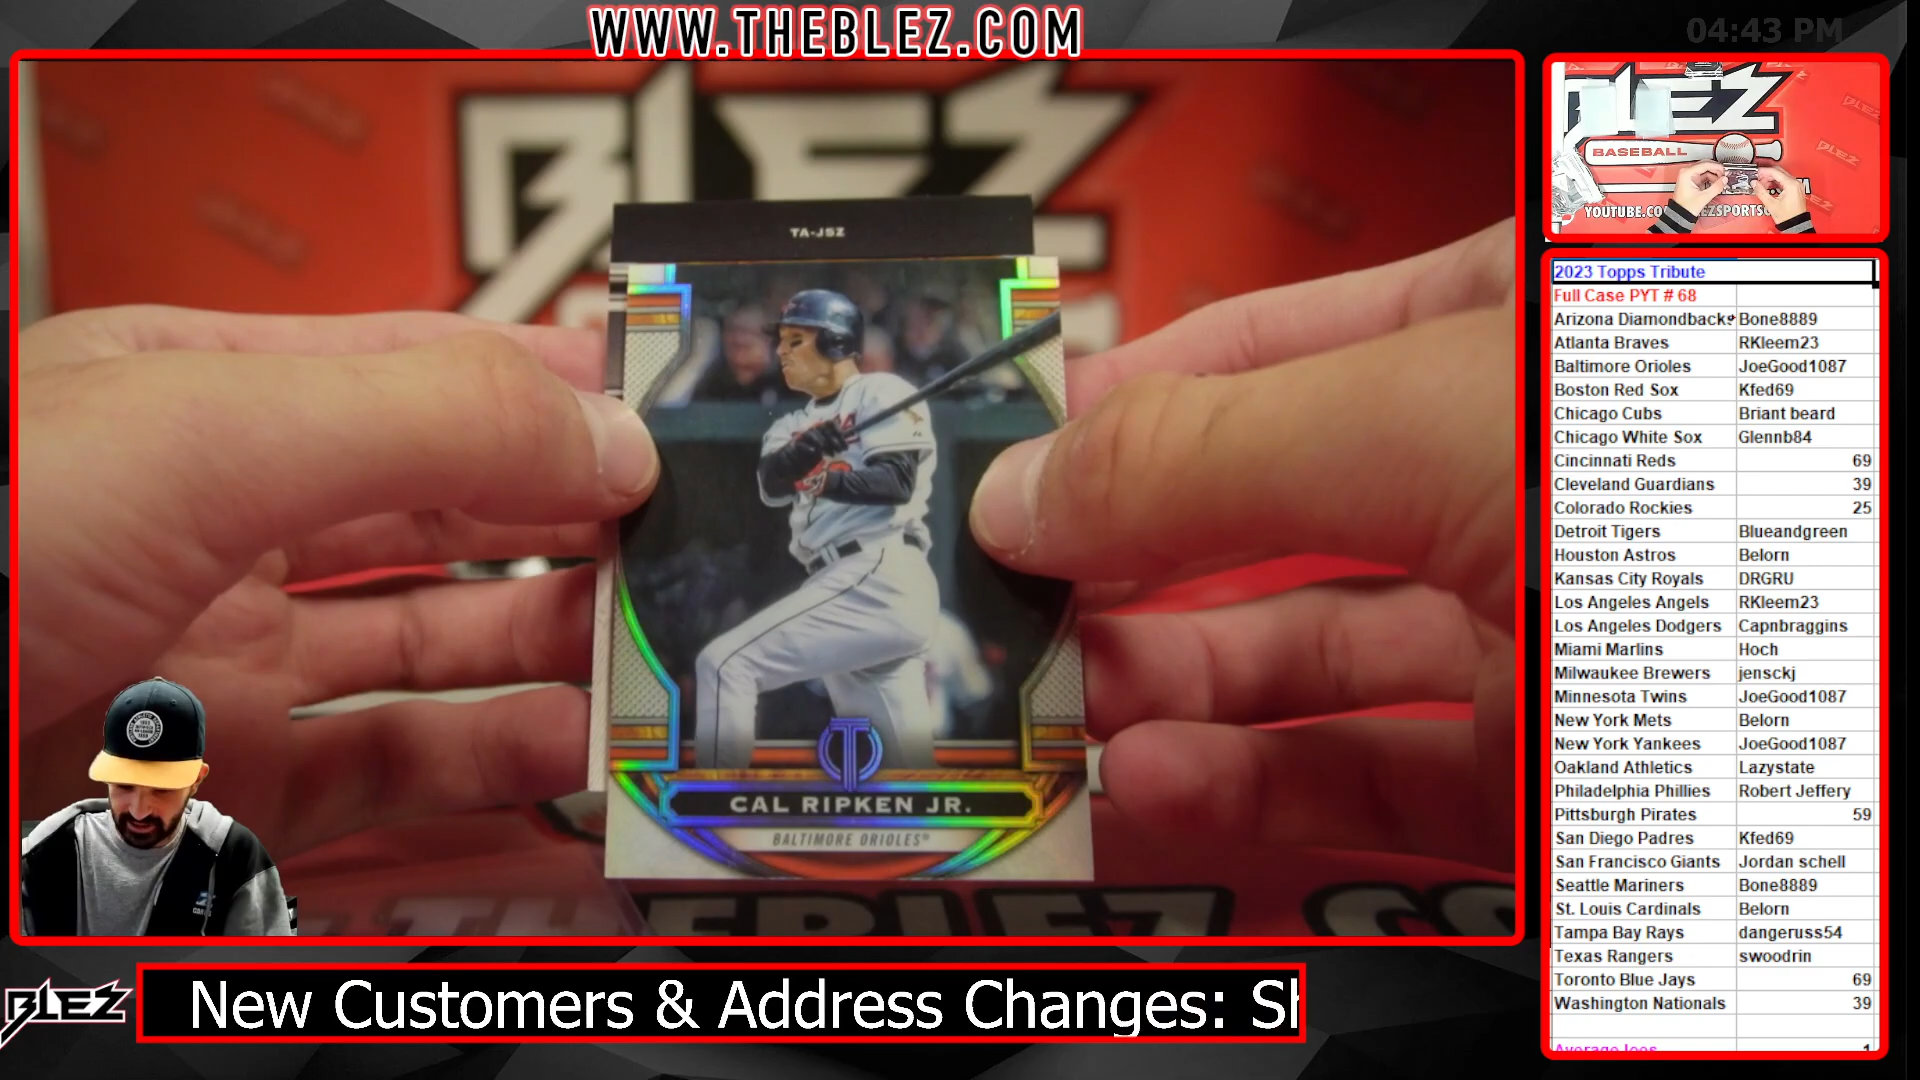 WWW.THEBLEZ.COM
04:43 PM
BLEZ
TA-JSZ
CAL RIPKEN JR.
BALTIMORE ORIOLES®
BASEBALL
BLEZ
2023 Topps Tribute
Full Case PYT # 68
Arizona Diamondbacks Bone8889
Atlanta Braves RKleem23
Baltimore Orioles JoeGood1087
Boston Red Sox Kfed69
Chicago Cubs Briant beard
Chicago White Sox Glennb84
Cincinnati Reds 69
Cleveland Guardians 39
Colorado Rockies 25
Detroit Tigers Blueandgreen
Houston Astros Belorn
Kansas City Royals DRGRU
Los Angeles Angels RKleem23
Los Angeles Dodgers Capnbraggins
Miami Marlins Hoch
Milwaukee Brewers jensckj
Minnesota Twins JoeGood1087
New York Mets Belorn
New York Yankees JoeGood1087
Oakland Athletics Lazystate
Philadelphia Phillies Robert Jeffery
Pittsburgh Pirates 59
San Diego Padres Kfed69
San Francisco Giants Jordan schell
Seattle Mariners Bone8889
St. Louis Cardinals Belorn
Tampa Bay Rays dangeruss54
Texas Rangers swoodrin
Toronto Blue Jays 69
Washington Nationals 39
Average Joes 1
BLEZ
New Customers & Address Changes: Sh